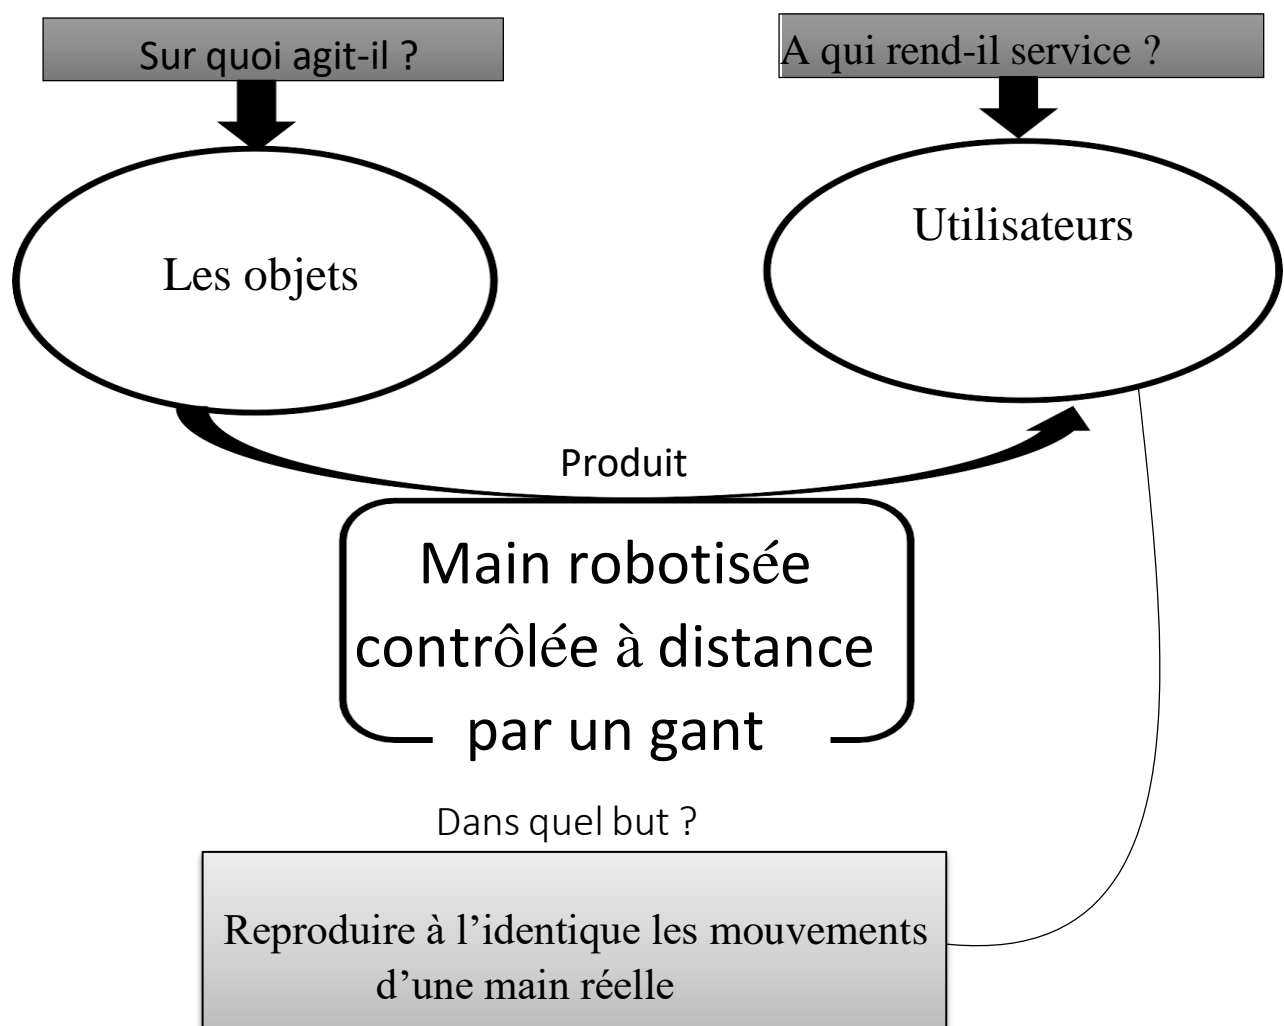 Sur quoi agit-il ?
A qui rend-il service ?
Les objets
Utilisateurs
Produit
Main robotisée
contrôlée à distance
par un gant
Dans quel but ?
Reproduire à l’identique les mouvements
d’une main réelle